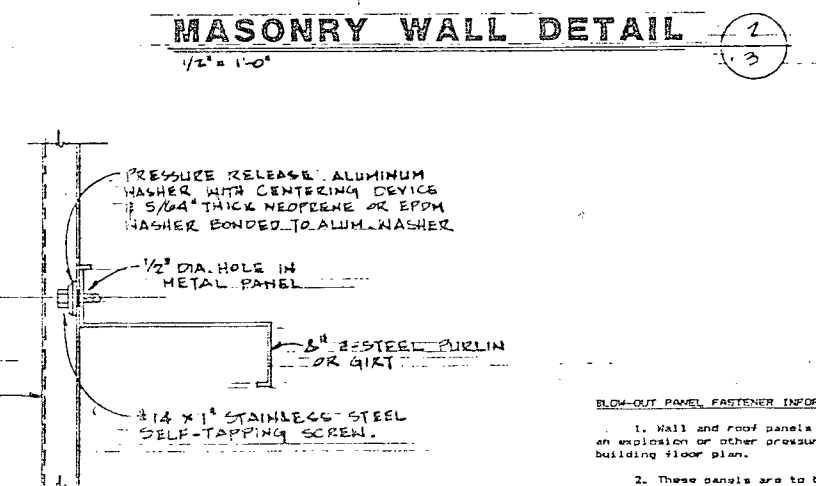 MASONRY WALL DETAIL
2
3
1/2" = 1'-0"
PRESSURE RELEASE ALUMINUM
WASHER WITH CENTERING DEVICE
5/64" THICK NEOPRENE OR EPDM
WASHER BONDED TO ALUM. WASHER
1/2" DIA. HOLE IN
METAL PANEL
8" Z-STEEL PURLIN
OR GIRT
#14 x 1" STAINLESS STEEL
SELF-TAPPING SCREW.
BLOW-OUT PANEL FASTENER INFOR
1. Wall and roof panels
an explosion or other pressur
building floor plan.
2. These panels are to b